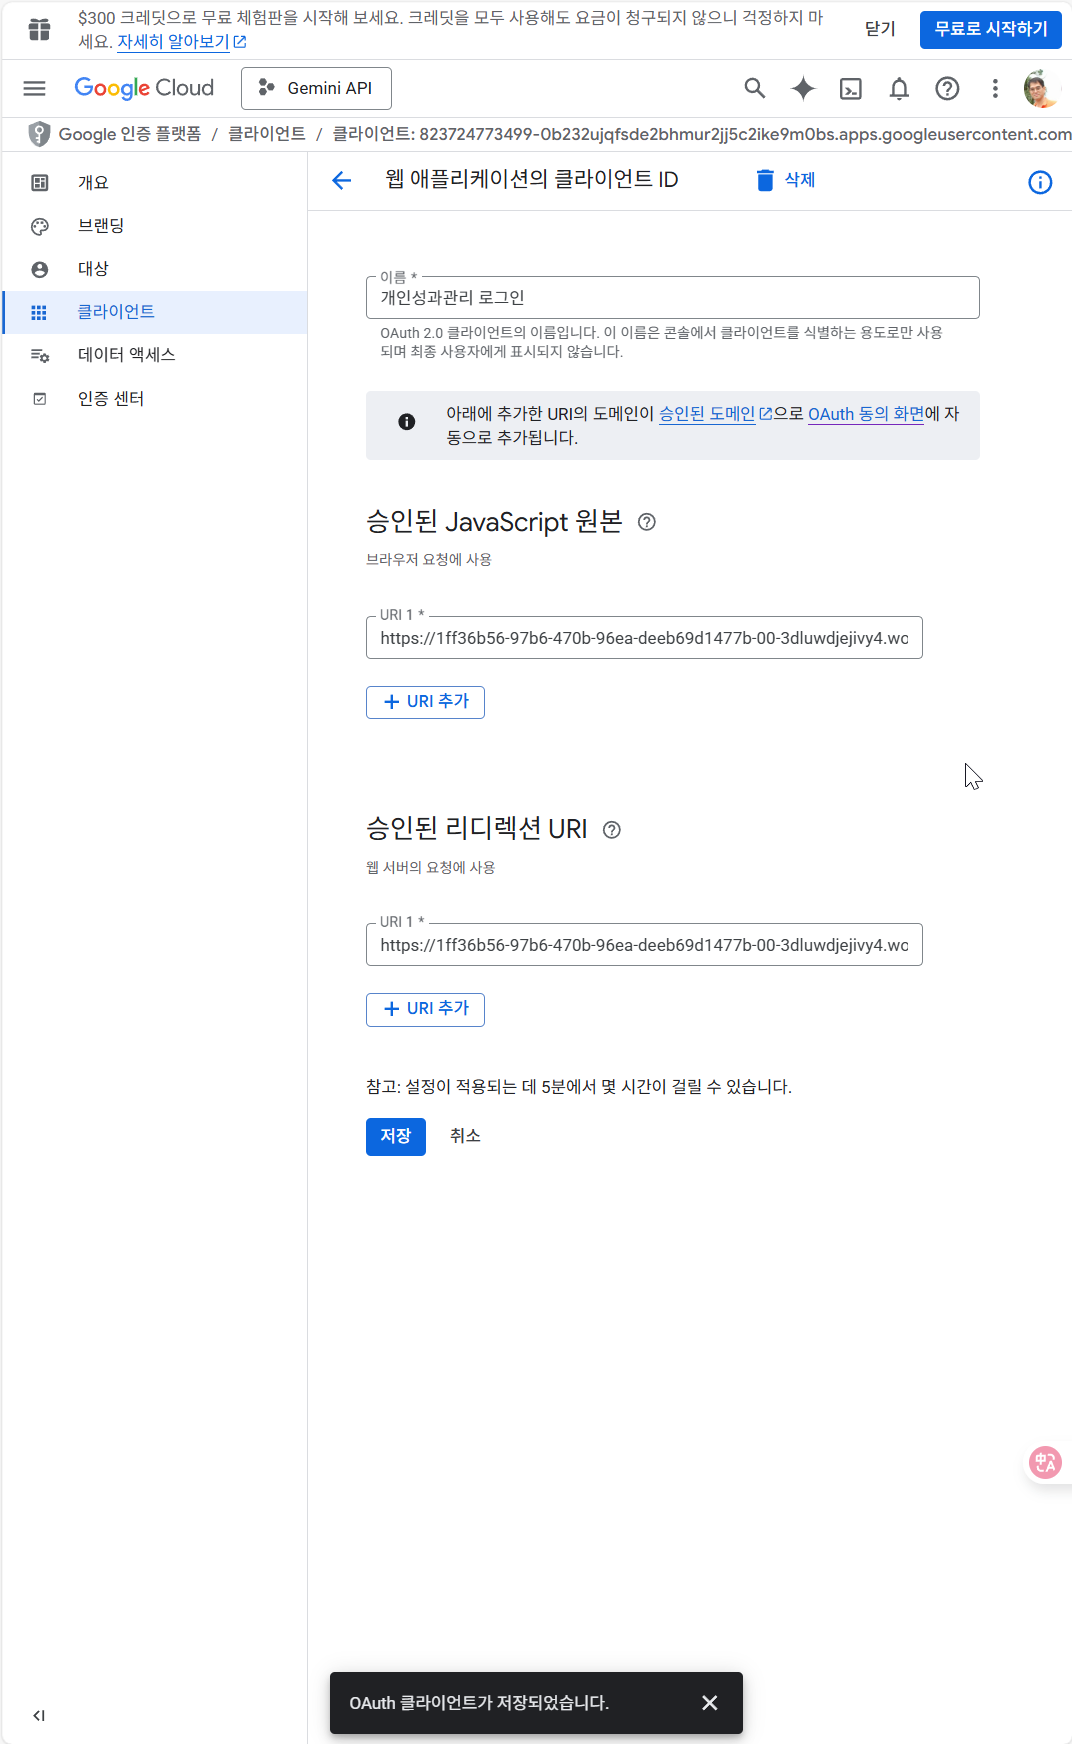 $300 크레딧으로 무료 체험판을 시작해 보세요. 크레딧을 모두 사용해도 요금이 청구되지 않으니 걱정하지 마
세요. 자세히 알아보기
닫기
무료로 시작하기
Google Cloud
Gemini API
Google 인증 플랫폼 / 클라이언트 / 클라이언트: 823724773499-0b232ujqfsde2bhmur2jj5c2ike9m0bs.apps.googleusercontent.com
개요
브랜딩
대상
클라이언트
데이터 액세스
인증 센터
웹 애플리케이션의 클라이언트 ID
삭제
이름 *
개인성과관리 로그인
OAuth 2.0 클라이언트의 이름입니다. 이 이름은 콘솔에서 클라이언트를 식별하는 용도로만 사용
되며 최종 사용자에게 표시되지 않습니다.
아래에 추가한 URI의 도메인이 승인된 도메인으로 OAuth 동의 화면에 자
동으로 추가됩니다.
승인된 JavaScript 원본
브라우저 요청에 사용
URI 1 *
https://1ff36b56-97b6-470b-96ea-deeb69d1477b-00-3dluwdjejivy4.wo
+ URI 추가
승인된 리디렉션 URI
웹 서버의 요청에 사용
URI 1 *
https://1ff36b56-97b6-470b-96ea-deeb69d1477b-00-3dluwdjejivy4.wo
+ URI 추가
참고: 설정이 적용되는 데 5분에서 몇 시간이 걸릴 수 있습니다.
저장
취소
中A
OAuth 클라이언트가 저장되었습니다.